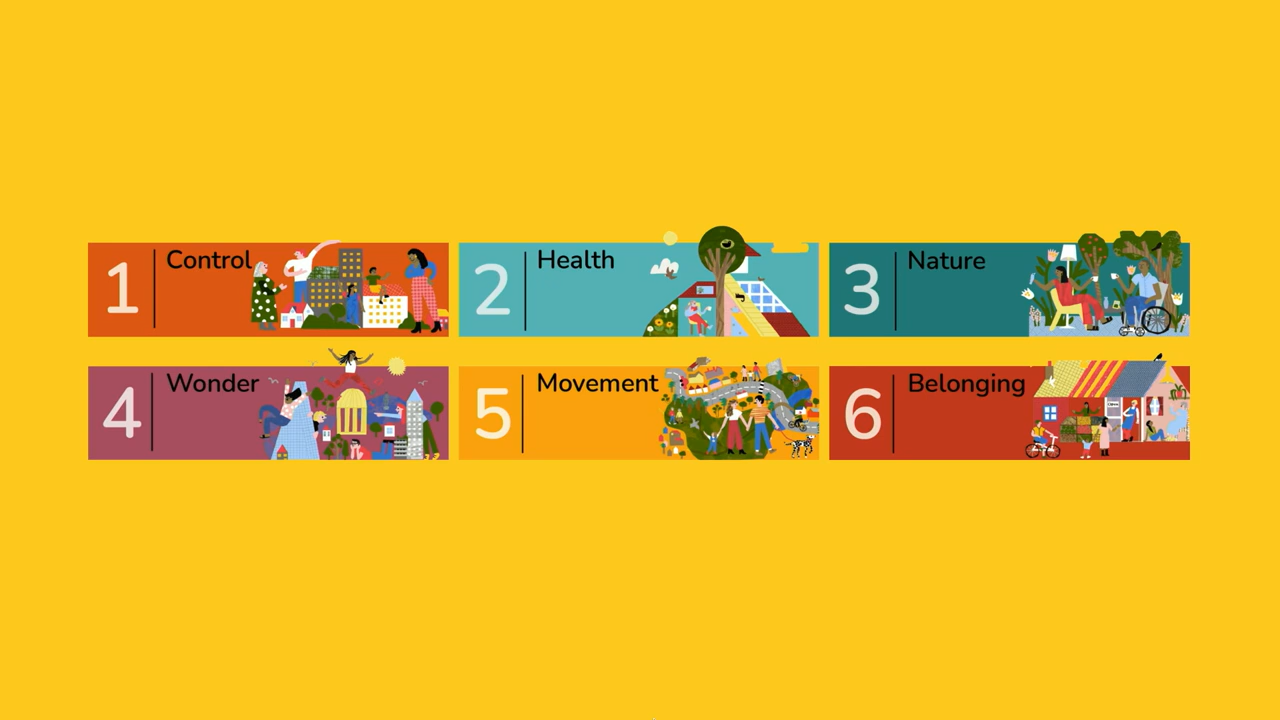 1 Control
2 Health
3 Nature
4 Wonder
5 Movement
6 Belonging